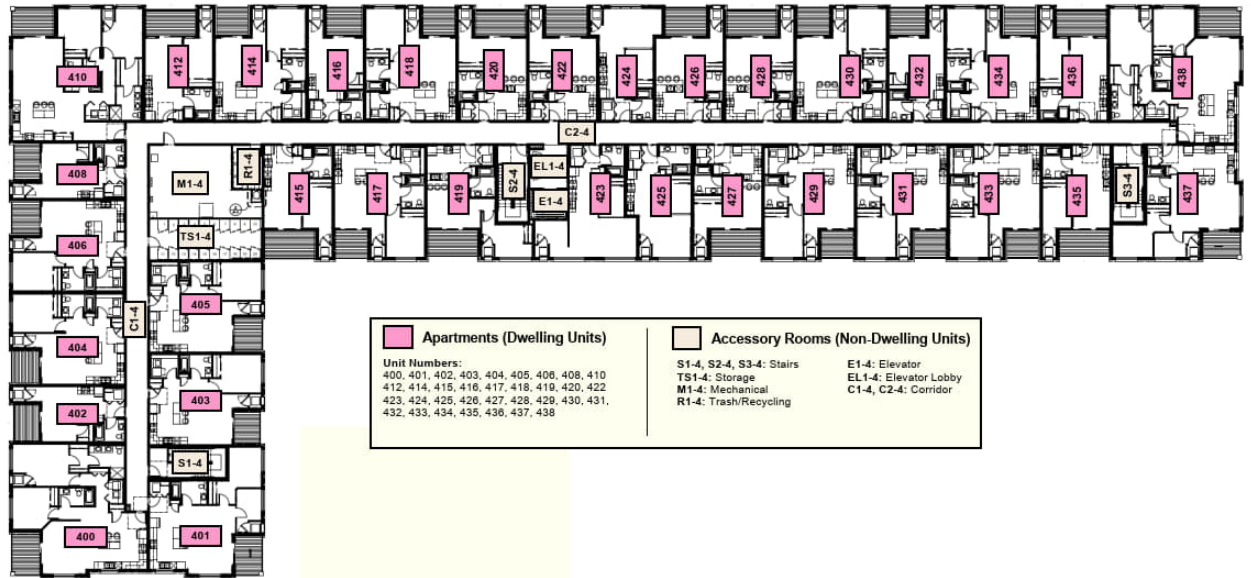 410
412
414
416
418
420
422
424
426
428
430
432
434
436
438
C2-4
408
M1-4
R1-4
415
417
419
S2-4
EL1-4
E1-4
423
425
427
429
431
433
435
S3-4
437
406
TS1-4
405
C1-4
404
403
402
S1-4
400
401
Apartments (Dwelling Units)
Unit Numbers:
400, 401, 402, 403, 404, 405, 406, 408, 410
412, 414, 415, 416, 417, 418, 419, 420, 422
423, 424, 425, 426, 427, 428, 429, 430, 431,
432, 433, 434, 435, 436, 437, 438
Accessory Rooms (Non-Dwelling Units)
S1-4, S2-4, S3-4: Stairs
TS1-4: Storage
M1-4: Mechanical
R1-4: Trash/Recycling
E1-4: Elevator
EL1-4: Elevator Lobby
C1-4, C2-4: Corridor